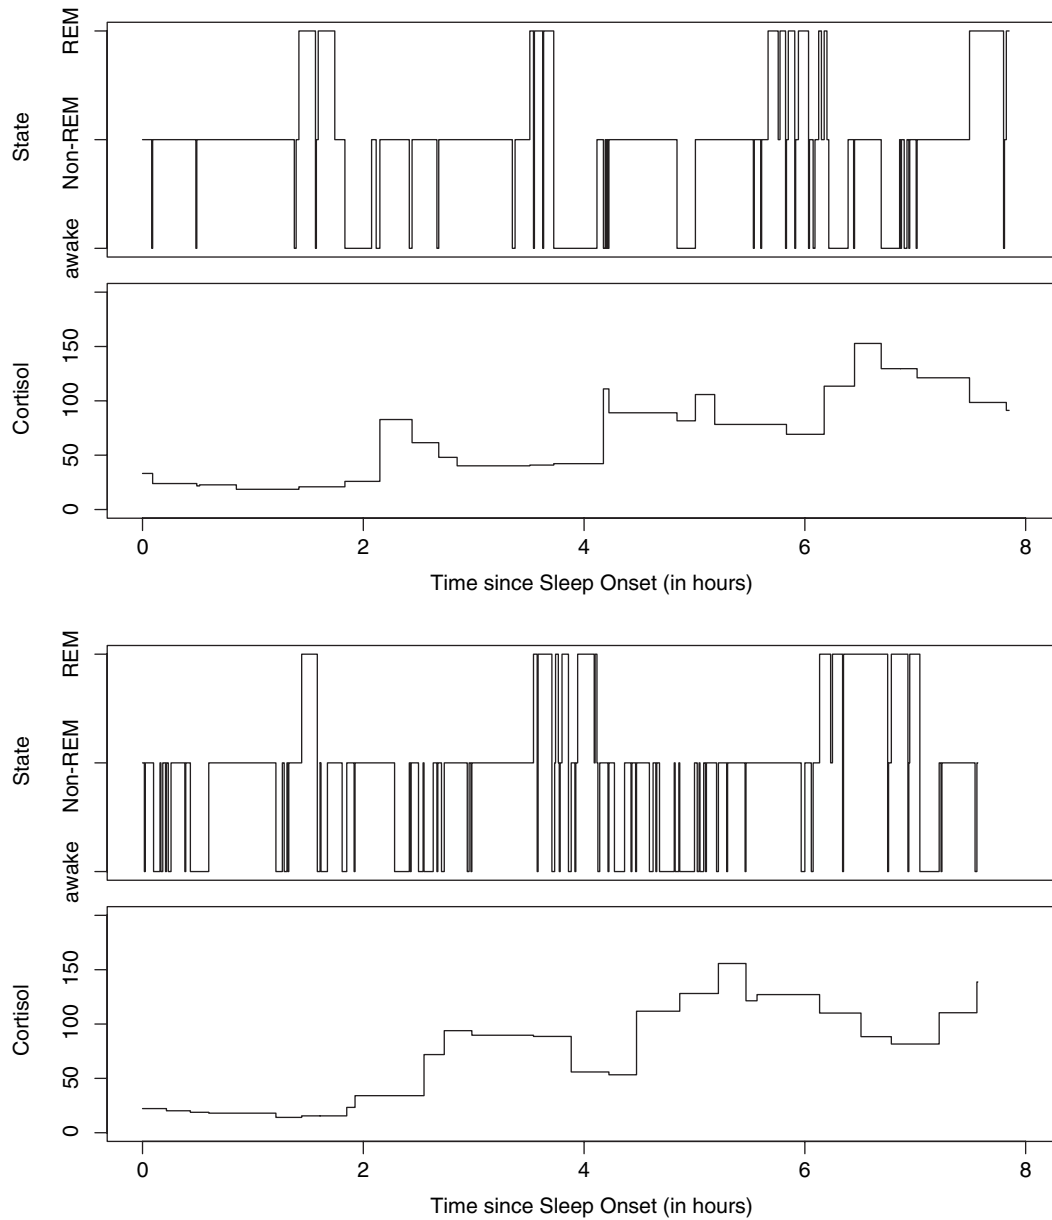 State
REM
Non-REM
awake
Cortisol
150
100
50
0
0 2 4 6 8
Time since Sleep Onset (in hours)
State
REM
Non-REM
awake
Cortisol
150
100
50
0
0 2 4 6 8
Time since Sleep Onset (in hours)